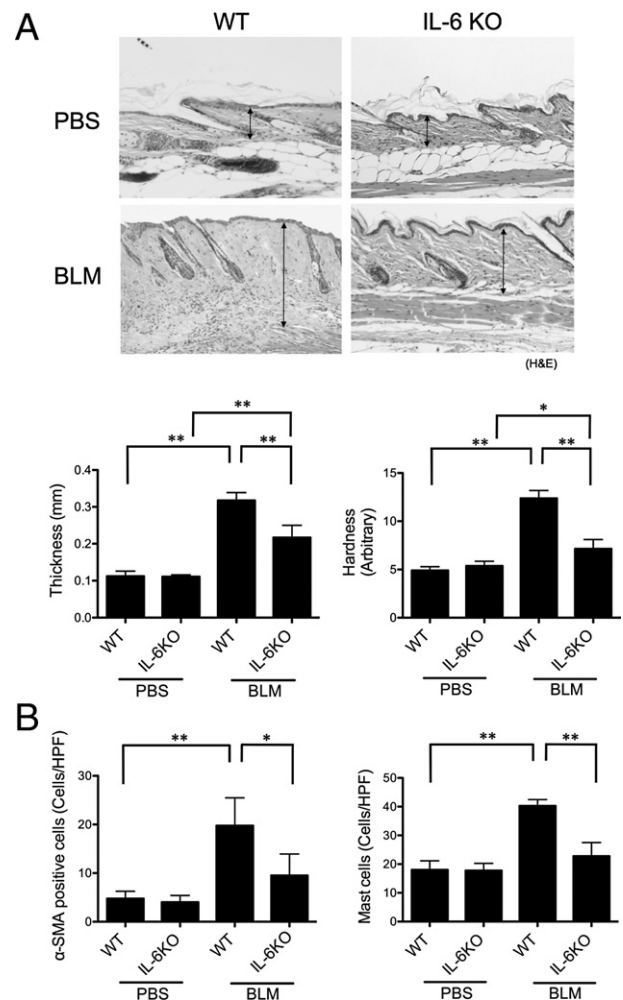 A
WT
IL-6 KO
PBS
BLM
(H&E)
**
**
**
Thickness (mm)
0.4
0.3
0.2
0.1
0.0
WT
IL-6KO
WT
IL-6KO
PBS
BLM
*
**
**
Hardness
(Arbitrary)
15
10
5
0
WT
IL-6KO
WT
IL-6KO
PBS
BLM
B
**
*
α-SMA positive cells (Cells/HPF)
30
20
10
0
WT
IL-6KO
WT
IL-6KO
PBS
BLM
**
**
Mast cells (Cells/HPF)
50
40
30
20
10
0
WT
IL-6KO
WT
IL-6KO
PBS
BLM